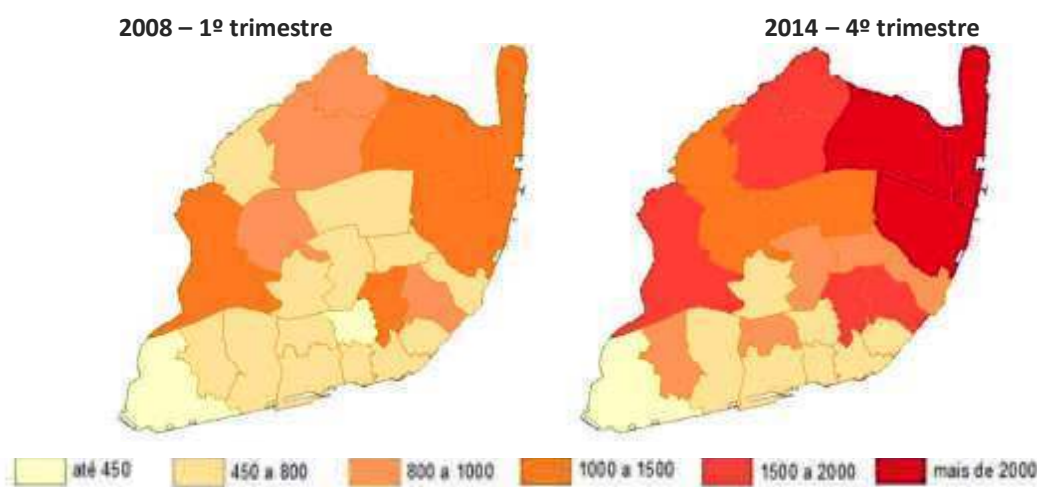 2008 – 1º trimestre
2014 – 4º trimestre
até 450
450 a 800
800 a 1000
1000 a 1500
1500 a 2000
mais de 2000